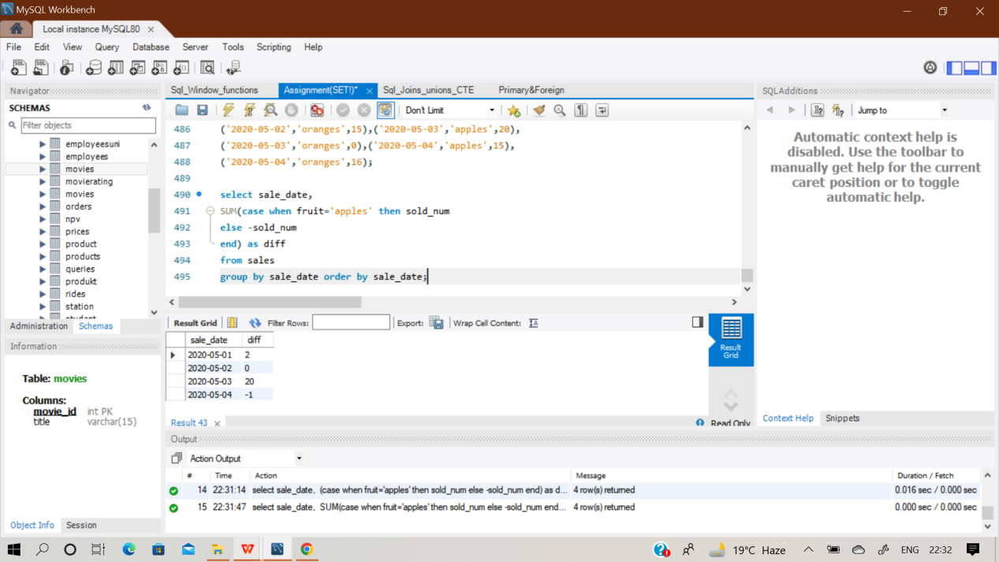 MySQL Workbench
Local instance MySQL80
File Edit View Query Database Server Tools Scripting Help
Navigator
SCHEMAS
Filter objects
employeesuni
employees
movies
movierating
movies
orders
npv
prices
product
products
queries
produkt
rides
station
Administration Schemas
Information
Table: movies
Columns:
movie_id int PK
title varchar(15)
Object Info Session
Sql_Window_functions Assignment(SET!)* Sql_Joins_unions_CTE Primary&Foreign
Don't Limit
486 ('2020-05-02','oranges',15),('2020-05-03','apples',20),
487 ('2020-05-03','oranges',0),('2020-05-04','apples',15),
488 ('2020-05-04','oranges',16);
489
490 select sale_date,
491 SUM(case when fruit='apples' then sold_num
492 else -sold_num
493 end) as diff
494 from sales
495 group by sale_date order by sale_date;
Result Grid Filter Rows: Export: Wrap Cell Content:
sale_date diff
2020-05-01 2
2020-05-02 0
2020-05-03 20
2020-05-04 -1
Result Grid
Result 43
Read Only
SQLAdditions
Jump to
Automatic context help is
disabled. Use the toolbar to
manually get help for the current
caret position or to toggle
automatic help.
Context Help Snippets
Output
Action Output
# Time Action Message Duration / Fetch
14 22:31:14 select sale_date, (case when fruit='apples' then sold_num else -sold_num end) as d... 4 row(s) returned 0.016 sec / 0.000 sec
15 22:31:47 select sale_date, SUM(case when fruit='apples' then sold_num else -sold_num end... 4 row(s) returned 0.000 sec / 0.000 sec
19°C Haze ENG 22:32